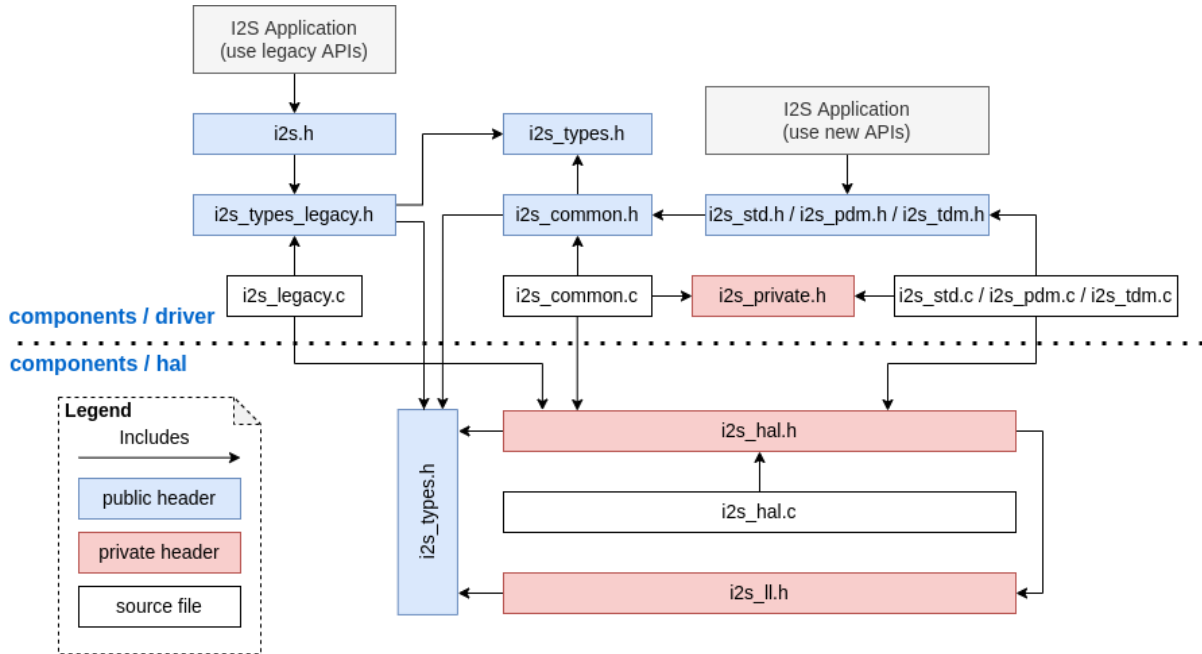 I2S Application
(use legacy APIs)
i2s.h
i2s_types.h
I2S Application
(use new APIs)
i2s_types_legacy.h
i2s_common.h
i2s_std.h / i2s_pdm.h / i2s_tdm.h
i2s_legacy.c
i2s_common.c
i2s_private.h
i2s_std.c / i2s_pdm.c / i2s_tdm.c
components / driver
components / hal
Legend
Includes
public header
private header
source file
i2s_types.h
i2s_hal.h
i2s_hal.c
i2s_ll.h